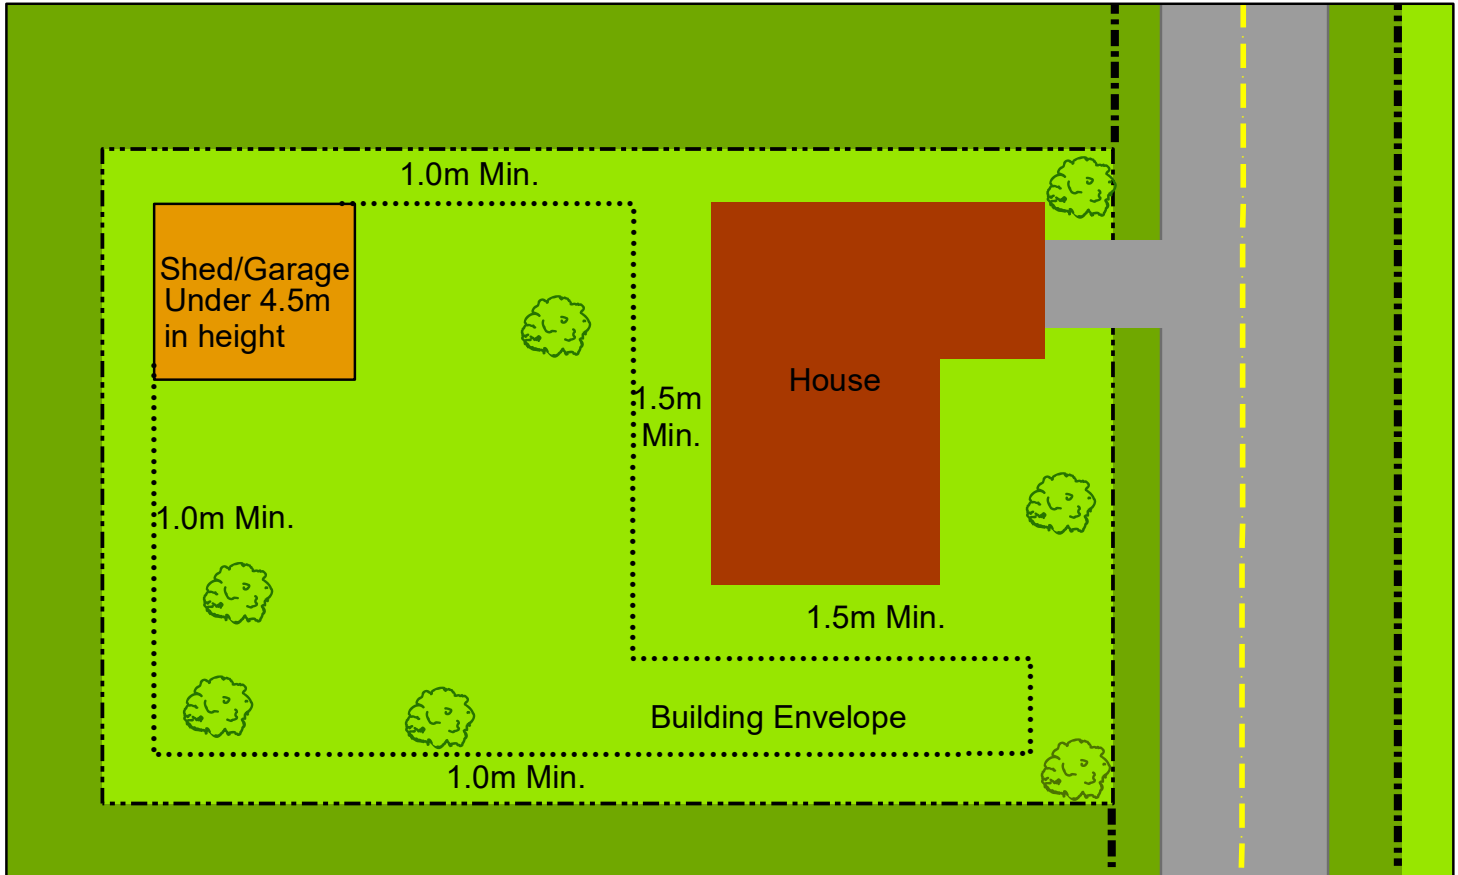 1.0m Min.
Shed/Garage
Under 4.5m
in height
House
1.5m
Min.
1.0m Min.
1.5m Min.
Building Envelope
1.0m Min.